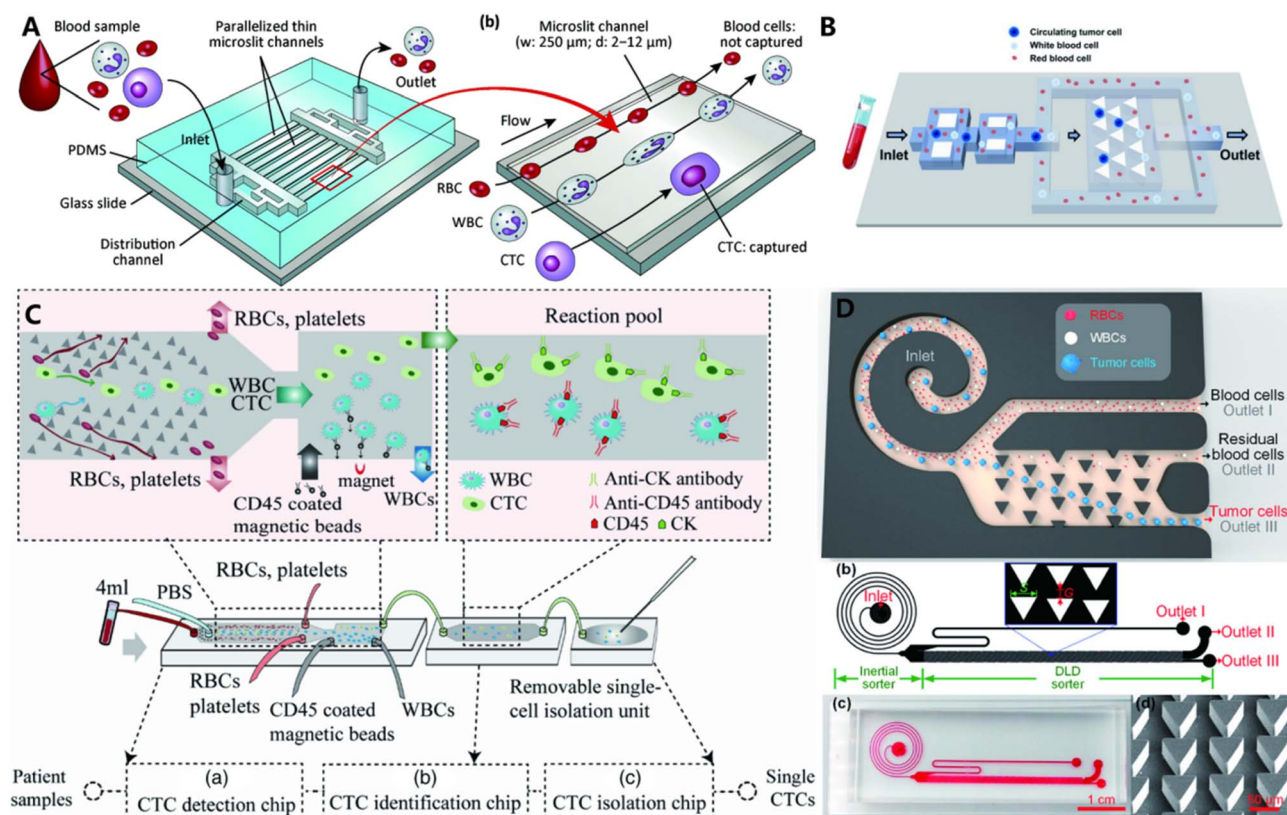 A
Blood sample
Parallelized thin
microslit channels
Outlet
Inlet
PDMS
Glass slide
Distribution
channel
(b)
Microslit channel
(w: 250 µm; d: 2–12 µm)
Blood cells:
not captured
Flow
RBC
WBC
CTC
CTC: captured
B
Circulating tumor cell
White blood cell
Red blood cell
Inlet
Outlet
C
RBCs, platelets
WBC
CTC
RBCs, platelets
CD45 coated
magnetic beads
magnet
WBCs
Reaction pool
WBC
CTC
Anti-CK antibody
Anti-CD45 antibody
CD45
CK
4ml
PBS
RBCs, platelets
RBCs
platelets
CD45 coated
magnetic beads
WBCs
Removable single-
cell isolation unit
Patient
samples
(a)
CTC detection chip
(b)
CTC identification chip
(c)
CTC isolation chip
Single
CTCs
D
RBCs
WBCs
Tumor cells
Inlet
Blood cells
Outlet I
Residual
blood cells
Outlet II
Tumor cells
Outlet III
(b)
Inlet
S
G
Outlet I
Outlet II
Outlet III
Inertial
sorter
DLD
sorter
(c)
1 cm
(d)
50 µm